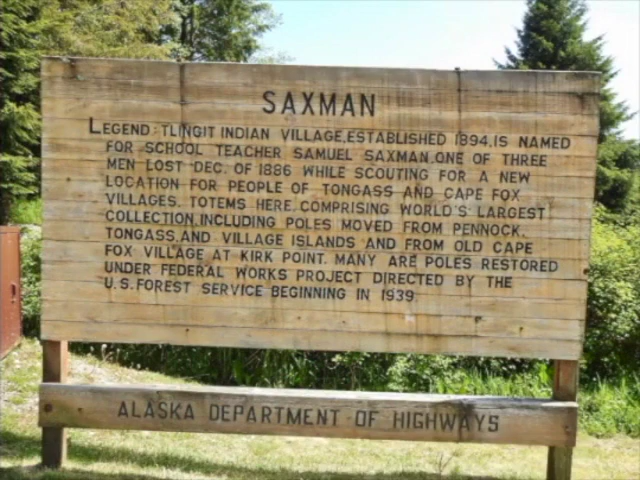 SAXMAN
LEGEND: TLINGIT INDIAN VILLAGE, ESTABLISHED 1894, IS NAMED
FOR SCHOOL TEACHER SAMUEL SAXMAN, ONE OF THREE
MEN LOST DEC. OF 1886 WHILE SCOUTING FOR A NEW
LOCATION FOR PEOPLE OF TONGASS AND CAPE FOX
VILLAGES. TOTEMS HERE, COMPRISING WORLD'S LARGEST
COLLECTION, INCLUDING POLES MOVED FROM PENNOCK,
TONGASS, AND VILLAGE ISLANDS AND FROM OLD CAPE
FOX VILLAGE AT KIRK POINT. MANY ARE POLES RESTORED
UNDER FEDERAL WORKS PROJECT DIRECTED BY THE
U.S. FOREST SERVICE BEGINNING IN 1939
ALASKA DEPARTMENT OF HIGHWAYS